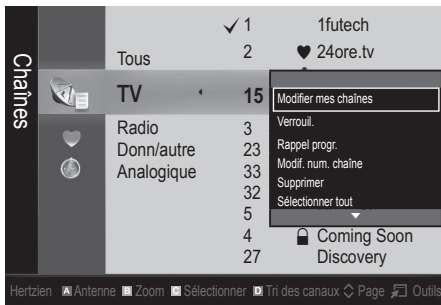 Chaînes
✓ 1 1futech
Tous 2 ♥ 24ore.tv
TV 15
Modifier mes chaînes
Verrouil.
Rappel progr.
Modif. num. chaîne
Supprimer
Sélectionner tout
Radio 3
Donn/autre 23
Analogique 33
32
5
4 Coming Soon
27 Discovery
Hertzien A Antenne B Zoom C Sélectionner D Tri des canaux Page Outils